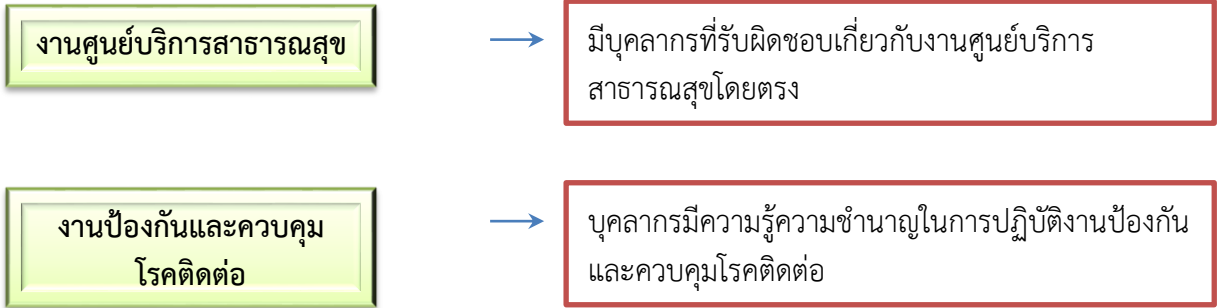 งานศูนย์บริการสาธารณสุข
มีบุคลากรที่รับผิดชอบเกี่ยวกับงานศูนย์บริการ
สาธารณสุขโดยตรง
งานป้องกันและควบคุม
โรคติดต่อ
บุคลากรมีความรู้ความชำนาญในการปฏิบัติงานป้องกัน
และควบคุมโรคติดต่อ